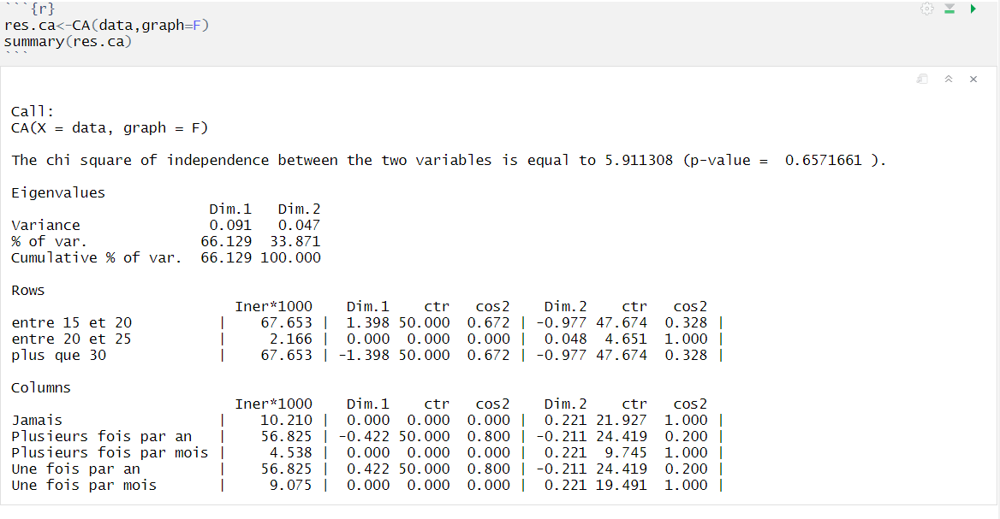 ```{r}
res.ca<-CA(data,graph=F)
summary(res.ca)
```
Call:
CA(X = data, graph = F)
The chi square of independence between the two variables is equal to 5.911308 (p-value =  0.6571661 ).
Eigenvalues
                       Dim.1   Dim.2
Variance               0.091   0.047
% of var.             66.129  33.871
Cumulative % of var.  66.129 100.000
Rows
                          Iner*1000    Dim.1    ctr   cos2    Dim.2    ctr   cos2
entre 15 et 20          |    67.653 |  1.398 50.000  0.672 | -0.977 47.674  0.328 |
entre 20 et 25          |     2.166 |  0.000  0.000  0.000 |  0.048  4.651  1.000 |
plus que 30             |    67.653 | -1.398 50.000  0.672 | -0.977 47.674  0.328 |
Columns
                          Iner*1000    Dim.1    ctr   cos2    Dim.2    ctr   cos2
Jamais                  |    10.210 |  0.000  0.000  0.000 |  0.221 21.927  1.000 |
Plusieurs fois par an   |    56.825 | -0.422 50.000  0.800 | -0.211 24.419  0.200 |
Plusieurs fois par mois |     4.538 |  0.000  0.000  0.000 |  0.221  9.745  1.000 |
Une fois par an         |    56.825 |  0.422 50.000  0.800 | -0.211 24.419  0.200 |
Une fois par mois       |     9.075 |  0.000  0.000  0.000 |  0.221 19.491  1.000 |